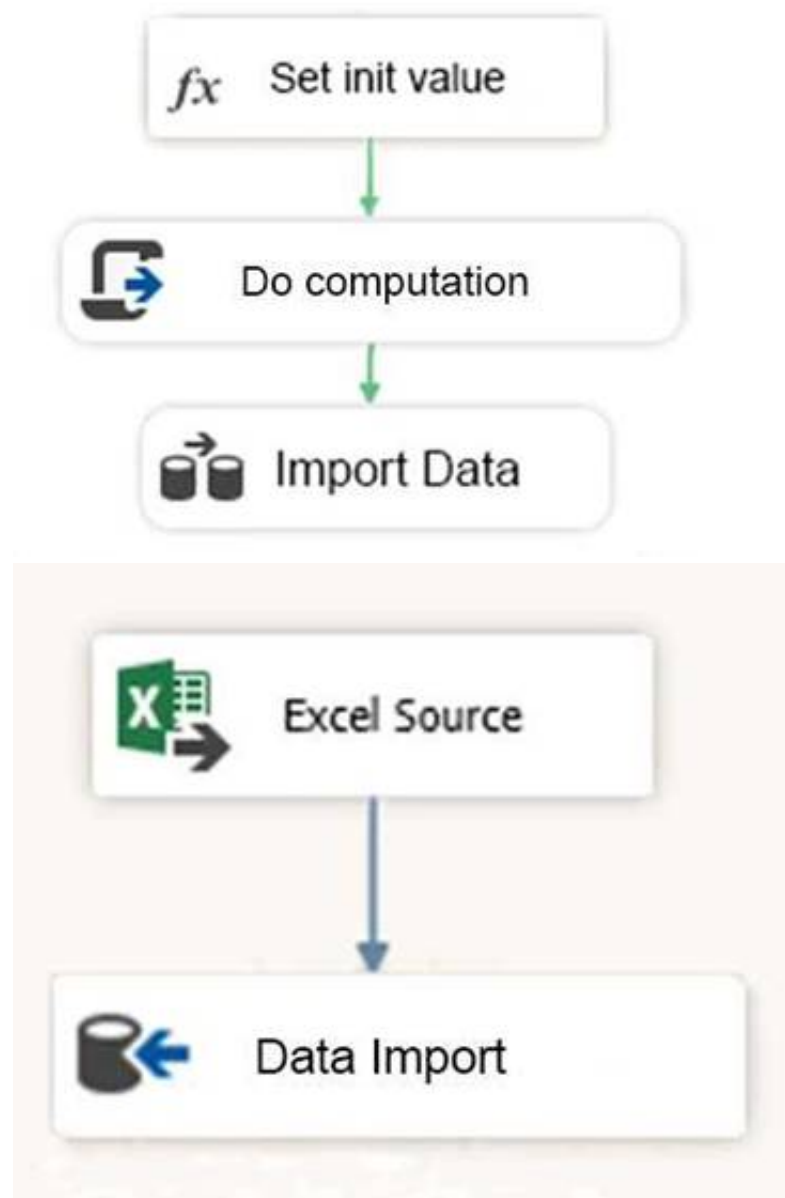 fx Set init value
Do computation
Import Data
X
Excel Source
Data Import